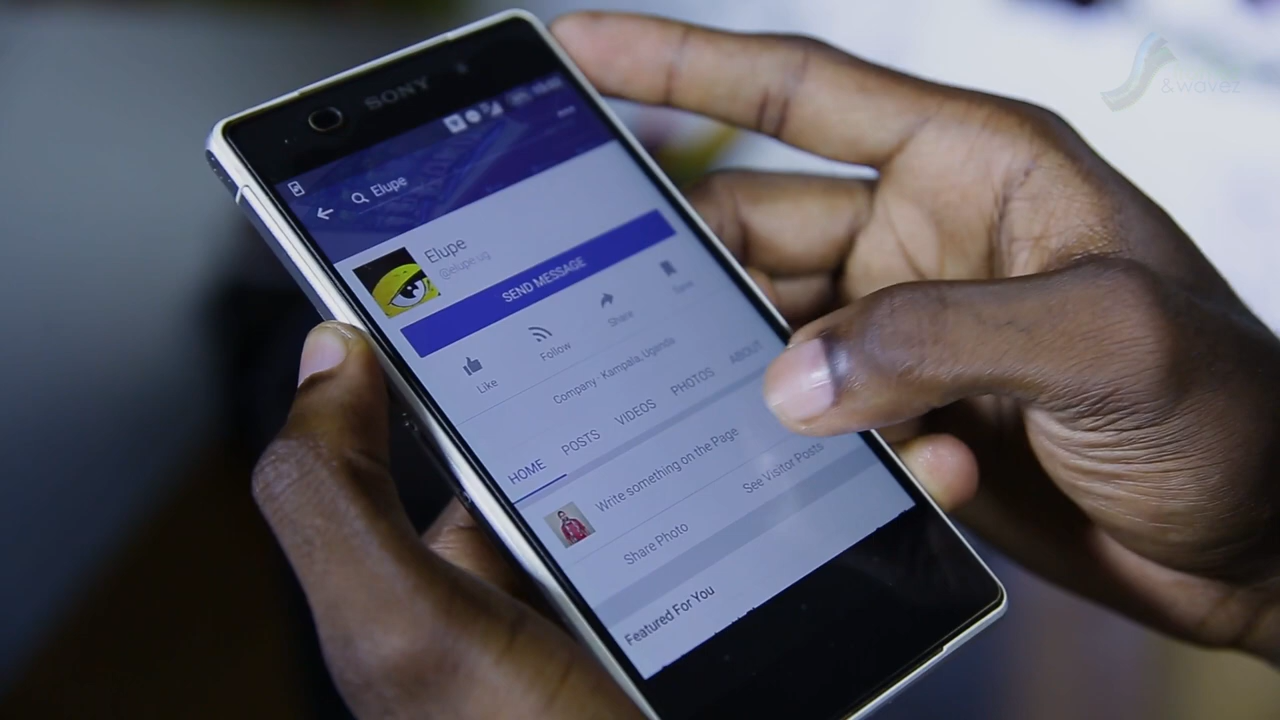 &wavez
SONY
Elupe
Elupe
@elupe.ug
SEND MESSAGE
Like
Follow
Share
Save
Company · Kampala, Uganda
HOME
POSTS
VIDEOS
PHOTOS
ABOUT
Write something on the Page
Share Photo
See Visitor Posts
Featured For You